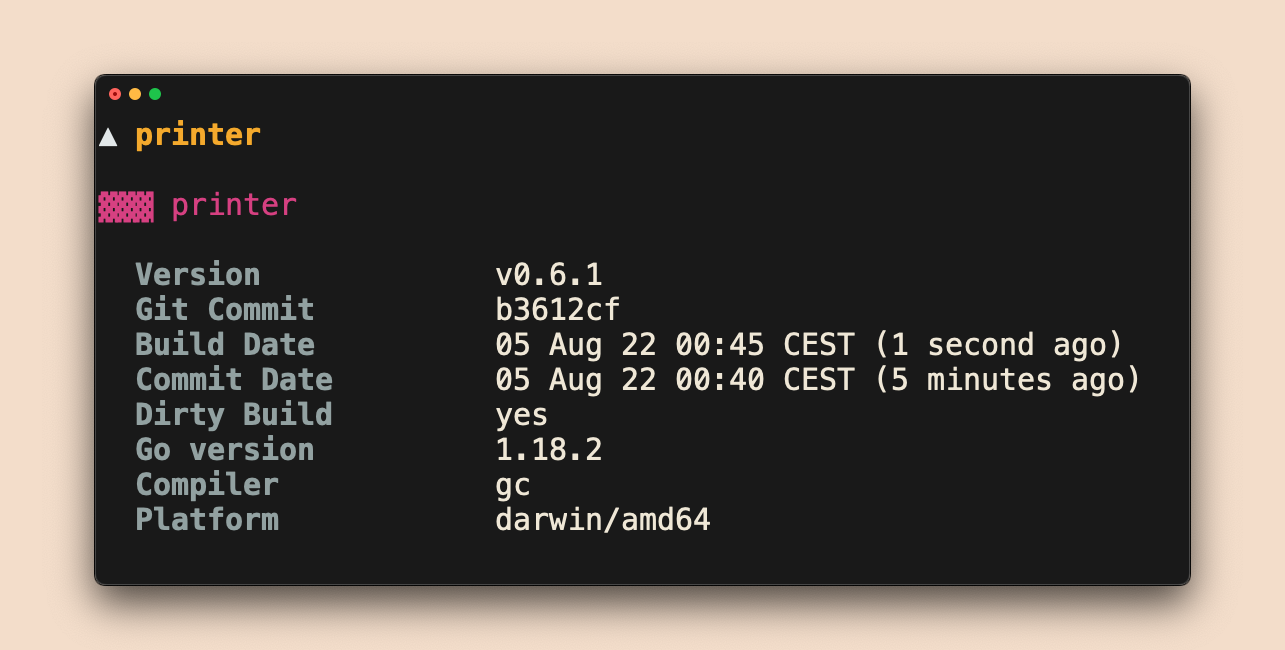 ▲ printer
▓▓▓ printer
Version v0.6.1
Git Commit b3612cf
Build Date 05 Aug 22 00:45 CEST (1 second ago)
Commit Date 05 Aug 22 00:40 CEST (5 minutes ago)
Dirty Build yes
Go version 1.18.2
Compiler gc
Platform darwin/amd64